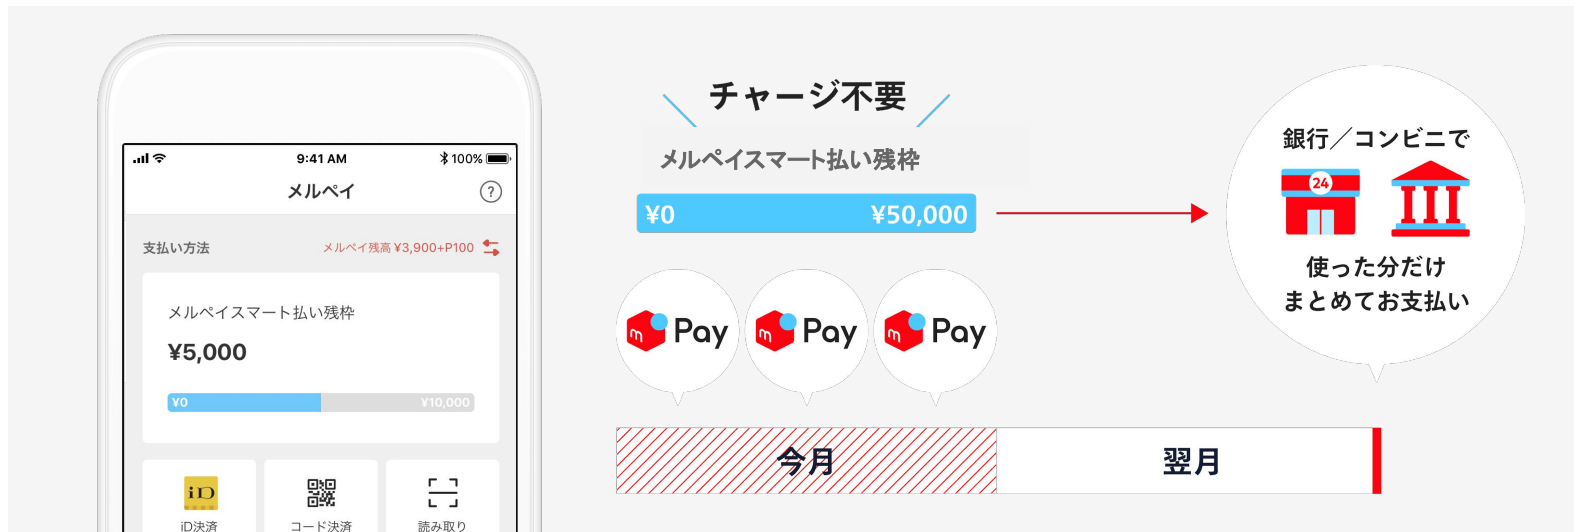 9:41 AM
100%
メルペイ
?
支払い方法
メルペイ残高 ¥3,900+P100
メルペイスマート払い残枠
¥5,000
¥0
¥10,000
iD
iD決済
コード決済
読み取り
チャージ不要
メルペイスマート払い残枠
¥0
¥50,000
m Pay
m Pay
m Pay
今月
翌月
銀行／コンビニで
24
使った分だけ
まとめてお支払い